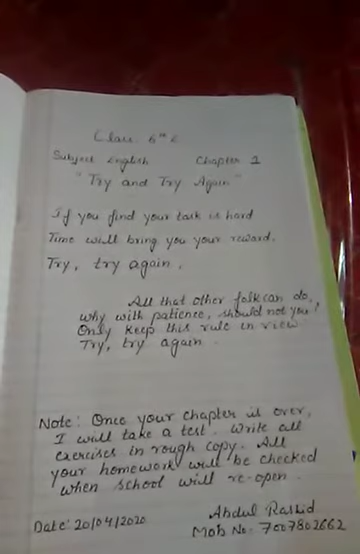 Class 6th C
Subject English Chapter 1
"Try and Try Again"
If you find your task is hard
Time will bring you your reward.
Try, try again.
All that other folk can do,
why with patience, should not you?
Only keep this rule in view
Try, try again.
Note: Once your chapter is over,
I will take a test. Write all
exercises in rough copy. All
your homework will be checked
when school will re-open.
Date: 20/04/2020
Abdul Rashid
Mob No: 7007802662